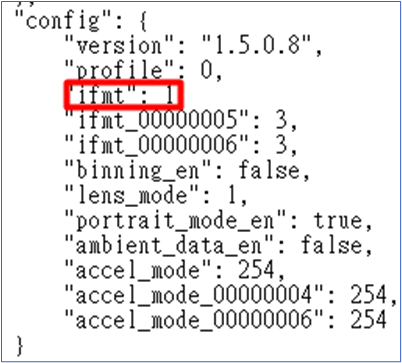 "config": {
"version": "1.5.0.8",
"profile": 0,
"ifmt": 1
"ifmt_00000005": 3,
"ifmt_00000006": 3,
"binning_en": false,
"lens_mode": 1,
"portrait_mode_en": true,
"ambient_data_en": false,
"accel_mode": 254,
"accel_mode_00000004": 254,
"accel_mode_00000006": 254
}